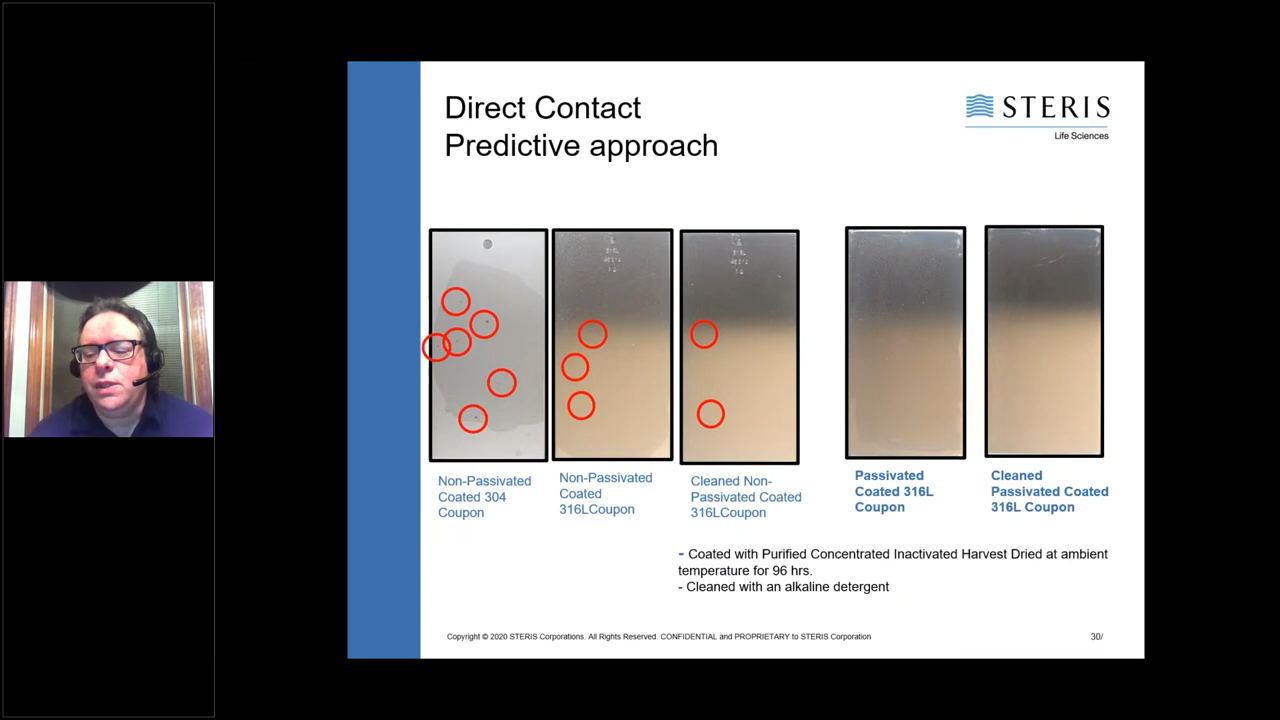 Direct Contact
Predictive approach
STERIS
Life Sciences
316L
Non-Passivated
Coated 304
Coupon
Non-Passivated
Coated
316LCoupon
Cleaned Non-
Passivated Coated
316LCoupon
Passivated
Coated 316L
Coupon
Cleaned
Passivated Coated
316L Coupon
- Coated with Purified Concentrated Inactivated Harvest Dried at ambient
temperature for 96 hrs.
- Cleaned with an alkaline detergent
Copyright © 2020 STERIS Corporations. All Rights Reserved. CONFIDENTIAL and PROPRIETARY to STERIS Corporation
30/